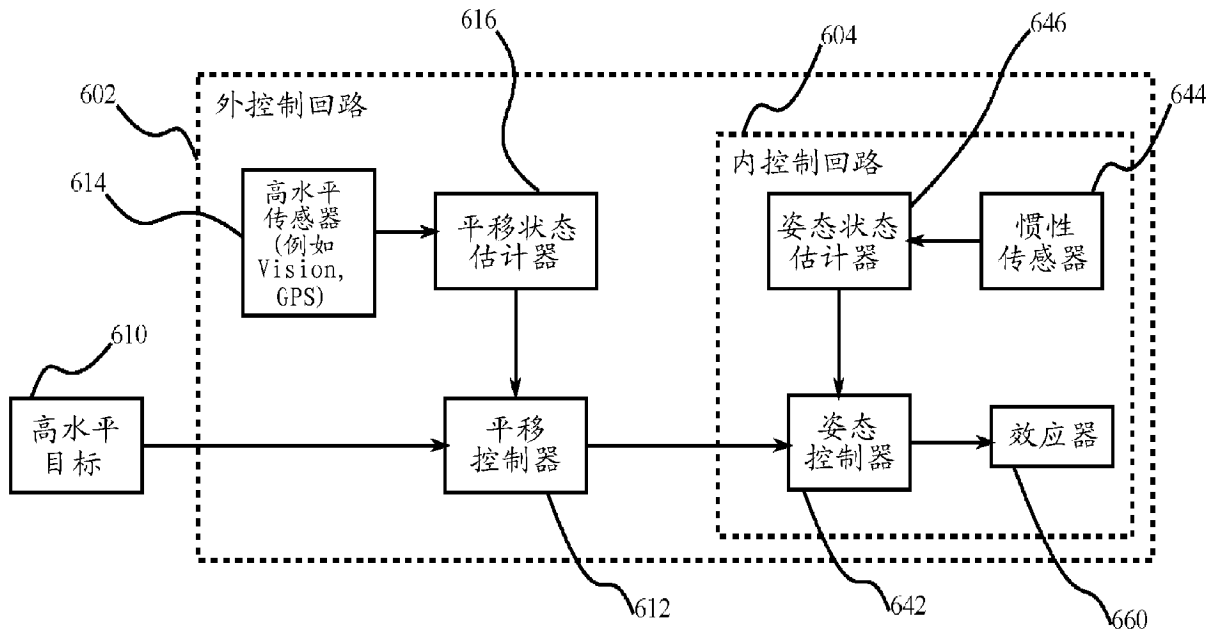 616
604
646
602
外控制回路
644
内控制回路
614
高水平
传感器
(例如
Vision,
GPS)
平移状态
估计器
姿态状态
估计器
惯性
传感器
610
高水平
目标
平移
控制器
姿态
控制器
效应器
612
642
660